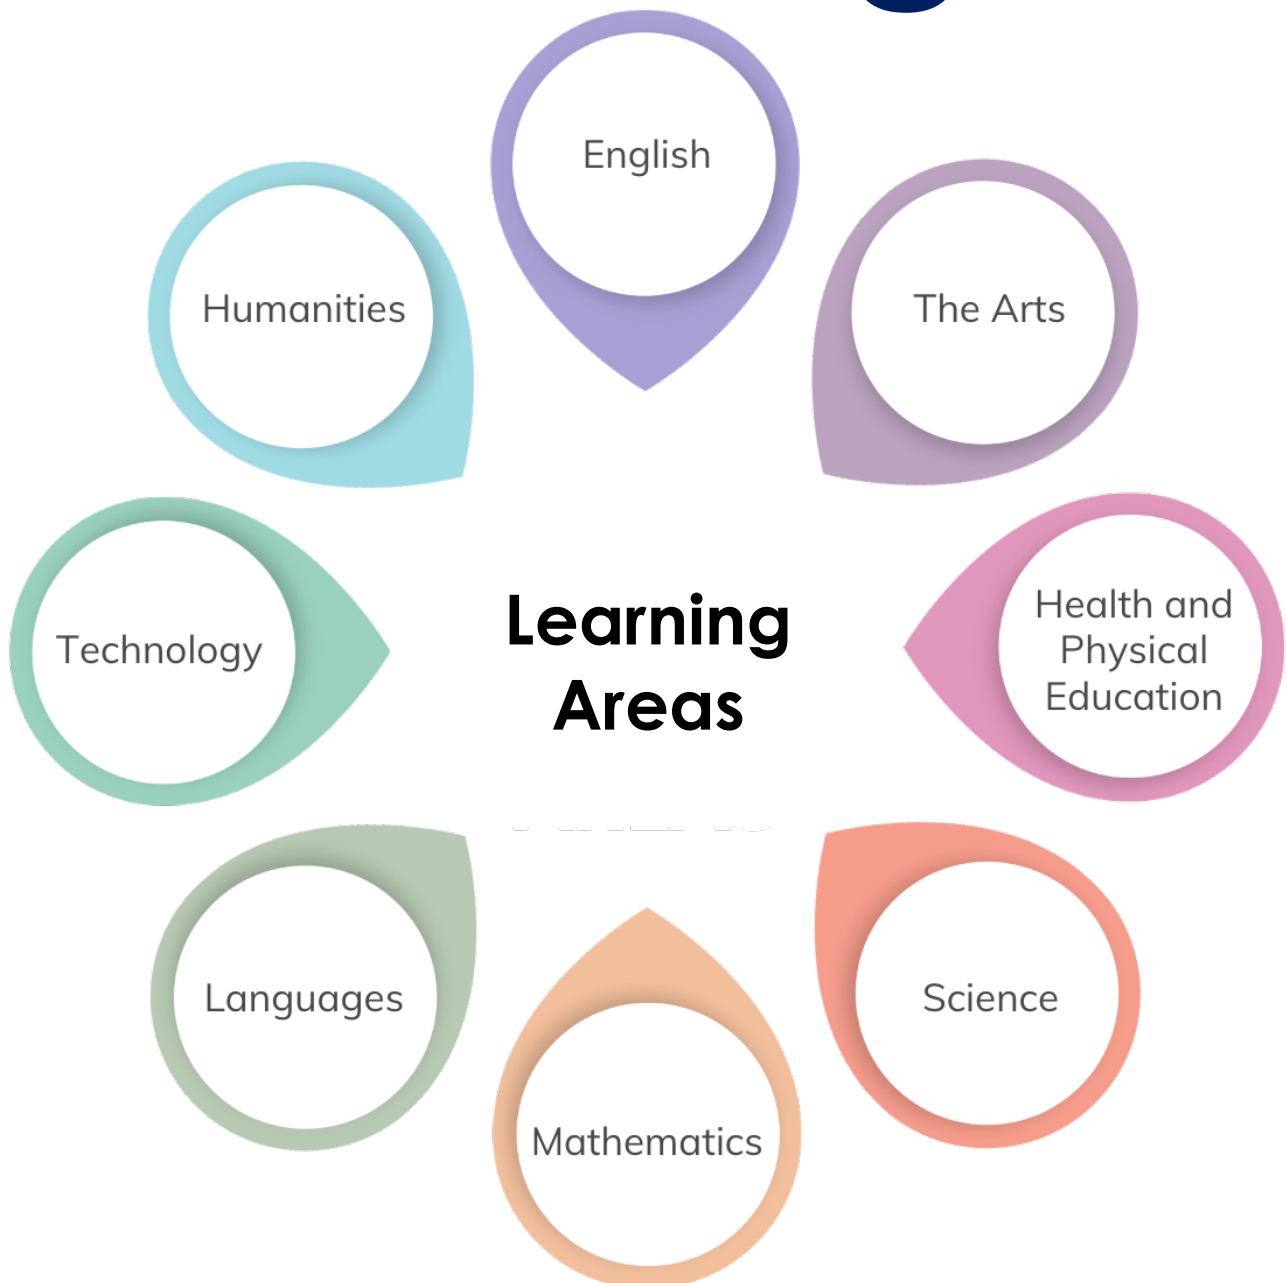 English
Humanities
The Arts
Technology
Learning
Areas
Health and
Physical
Education
Languages
Science
Mathematics